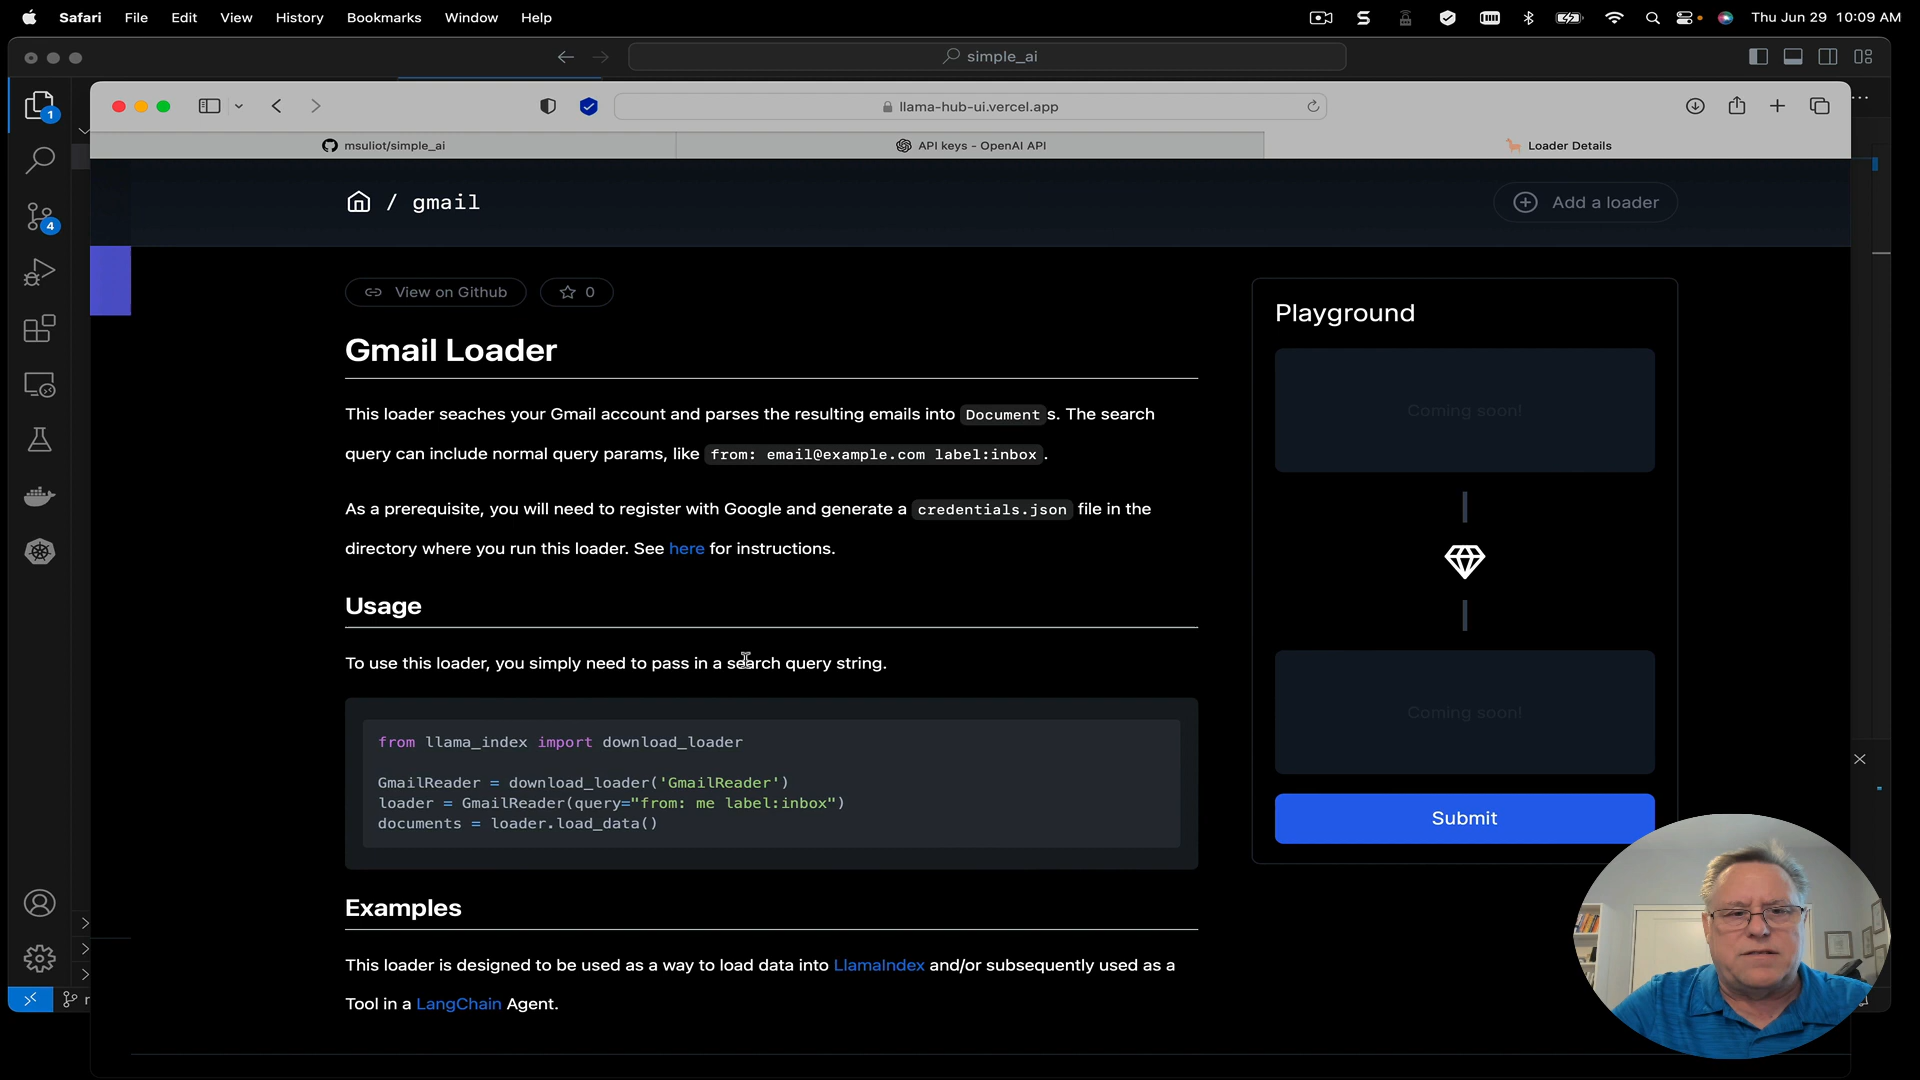 Safari File Edit View History Bookmarks Window Help Thu Jun 29 10:09 AM
simple_ai
1
llama-hub-ui.vercel.app
msuliot/simple_ai API keys - OpenAI API Loader Details
/ gmail Add a loader
4
View on Github 0
Playground
Gmail Loader
This loader seaches your Gmail account and parses the resulting emails into Documents. The search
Coming soon!
query can include normal query params, like from: email@example.com label:inbox.
As a prerequisite, you will need to register with Google and generate a credentials.json file in the
directory where you run this loader. See here for instructions.
Usage
To use this loader, you simply need to pass in a search query string.
Coming soon!
from llama_index import download_loader
GmailReader = download_loader('GmailReader')
loader = GmailReader(query="from: me label:inbox")
documents = loader.load_data()
Submit
Examples
This loader is designed to be used as a way to load data into LlamaIndex and/or subsequently used as a
Tool in a LangChain Agent.